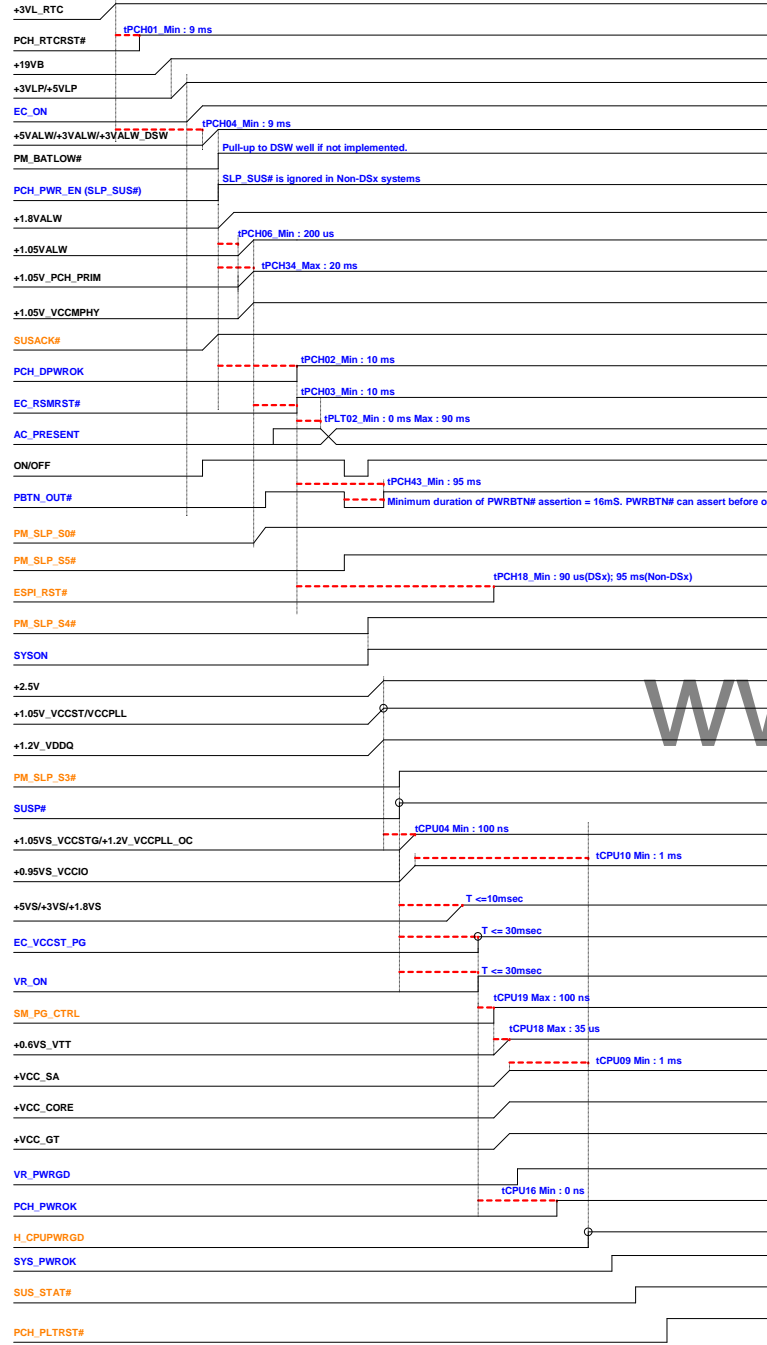 +3VL_RTC
tPCH01_Min : 9 ms
PCH_RTCRST#
+19VB
+3VLP/+5VLP
EC_ON
tPCH04_Min : 9 ms
+5VALW/+3VALW/+3VALW_DSW
Pull-up to DSW well if not implemented.
PM_BATLOW#
SLP_SUS# is ignored in Non-DSx systems
PCH_PWR_EN (SLP_SUS#)
+1.8VALW
tPCH06_Min : 200 us
+1.05VALW
tPCH34_Max : 20 ms
+1.05V_PCH_PRIM
+1.05V_VCCMPHY
SUSACK#
tPCH02_Min : 10 ms
PCH_DPWROK
tPCH03_Min : 10 ms
EC_RSMRST#
tPLT02_Min : 0 ms Max : 90 ms
AC_PRESENT
ON/OFF
tPCH43_Min : 95 ms
PBTN_OUT#
Minimum duration of PWRBTN# assertion = 16mS. PWRBTN# can assert before o
PM_SLP_S0#
PM_SLP_S5#
tPCH18_Min : 90 us(DSx); 95 ms(Non-DSx)
ESPI_RST#
PM_SLP_S4#
SYSON
+2.5V
+1.05V_VCCST/VCCPLL
+1.2V_VDDQ
PM_SLP_S3#
SUSP#
tCPU04 Min : 100 ns
+1.05VS_VCCSTG/+1.2V_VCCPLL_OC
tCPU10 Min : 1 ms
+0.95VS_VCCIO
T <=10msec
+5VS/+3VS/+1.8VS
T <= 30msec
EC_VCCST_PG
T <= 30msec
VR_ON
tCPU19 Max : 100 ns
SM_PG_CTRL
tCPU18 Max : 35 us
+0.6VS_VTT
tCPU09 Min : 1 ms
+VCC_SA
+VCC_CORE
+VCC_GT
VR_PWRGD
tCPU16 Min : 0 ns
PCH_PWROK
H_CPUPWRGD
SYS_PWROK
SUS_STAT#
PCH_PLTRST#